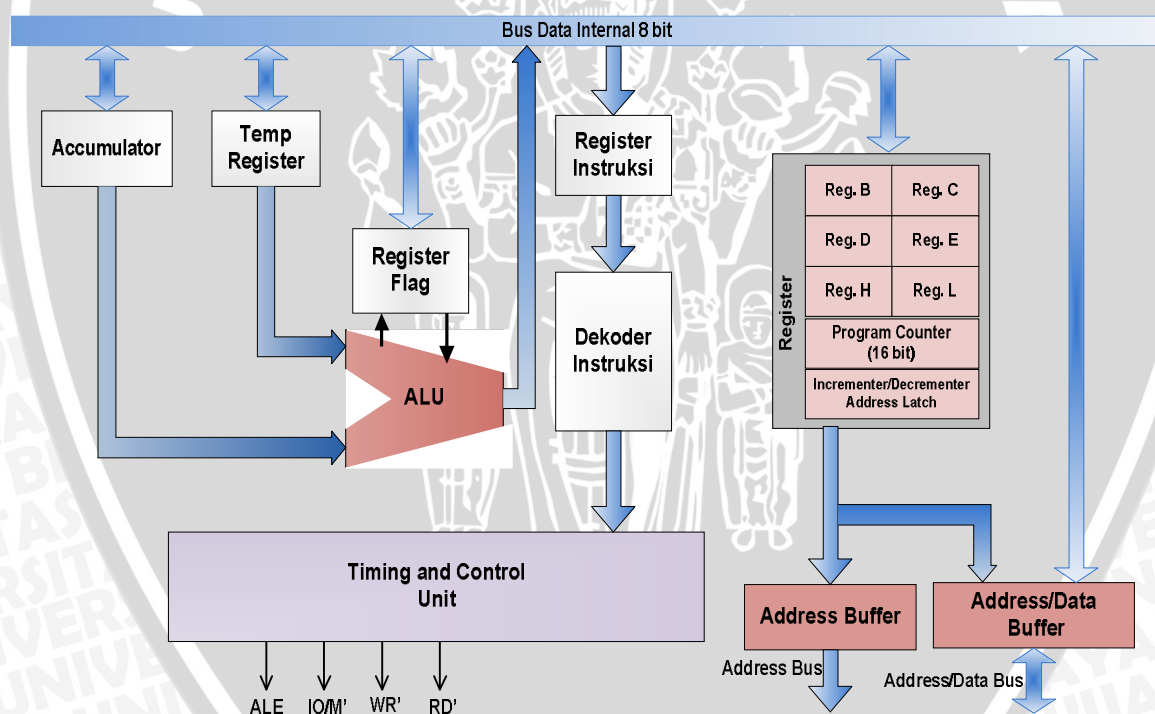 Bus Data Internal 8 bit
Accumulator
Temp
Register
Register
Flag
ALU
Register
Instruksi
Dekoder
Instruksi
Register
Reg. B
Reg. C
Reg. D
Reg. E
Reg. H
Reg. L
Program Counter
(16 bit)
Incrementer/Decrementer
Address Latch
Timing and Control
Unit
ALE
IO/M'
WR'
RD'
Address Buffer
Address/Data
Buffer
Address Bus
Address/Data Bus